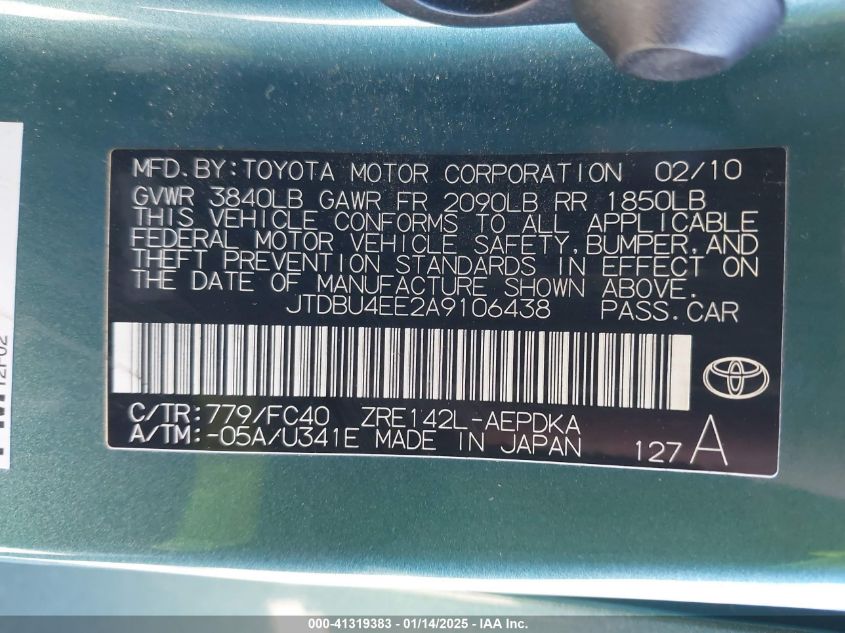 MFD.BY:TOYOTA MOTOR CORPORATION 02/10
GVWR 3840LB GAWR FR 2090LB RR 1850LB
THIS VEHICLE CONFORMS TO ALL APPLICABLE
FEDERAL MOTOR VEHICLE SAFETY,BUMPER,AND
THEFT PREVENTION STANDARDS IN EFFECT ON
THE DATE OF MANUFACTURE SHOWN ABOVE.
JTDBU4EE2A9106438 PASS.CAR
C/TR:779/FC40 ZRE142L-AEPDKA
A/TM:-05A/U341E MADE IN JAPAN 127A
000-41319383 - 01/14/2025 - © IAA Inc.